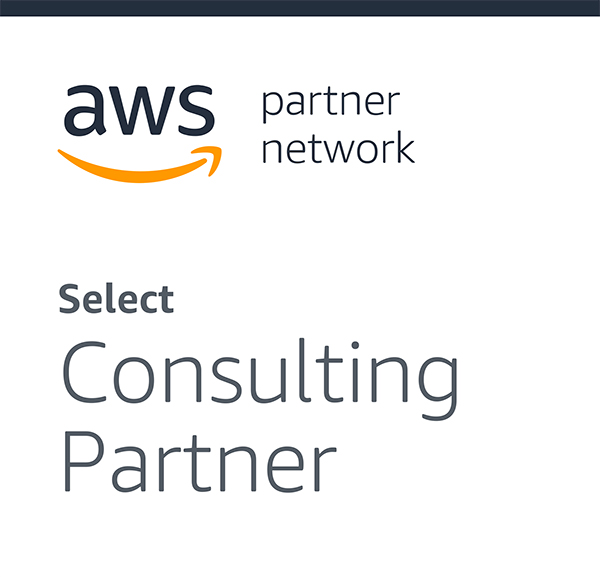 aws
partner
network
Select
Consulting
Partner